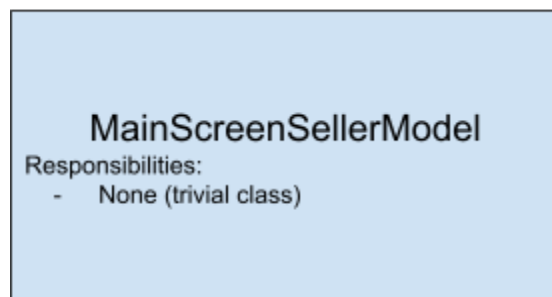 MainScreenSellerModel
Responsibilities:
- None (trivial class)